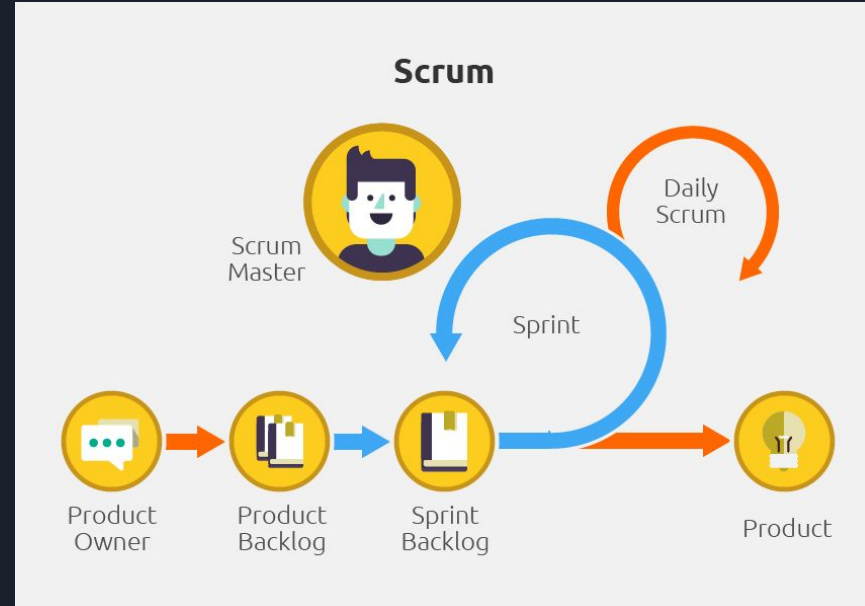 Scrum
Daily
Scrum
Scrum
Master
Sprint
Product
Owner
Product
Backlog
Sprint
Backlog
Product